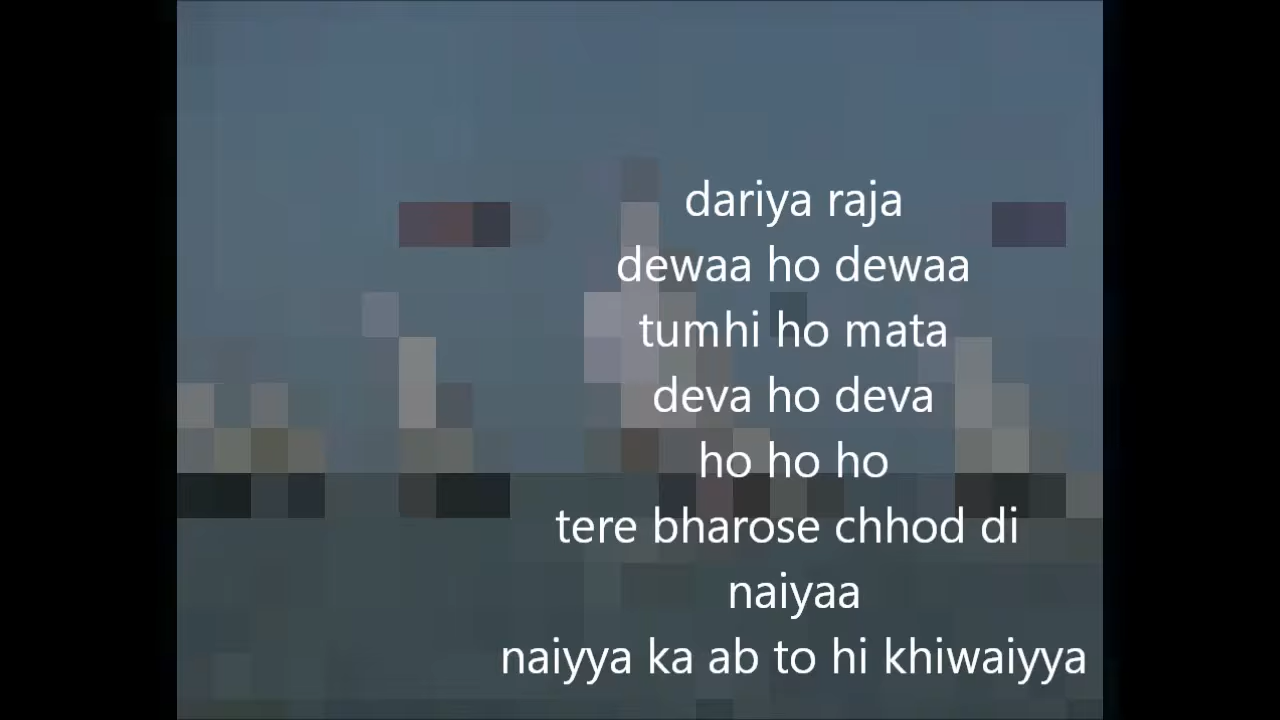 dariya raja
dewaa ho dewaa
tumhi ho mata
deva ho deva
ho ho ho
tere bharose chhod di
naiyaa
naiyya ka ab to hi khiwaiyya